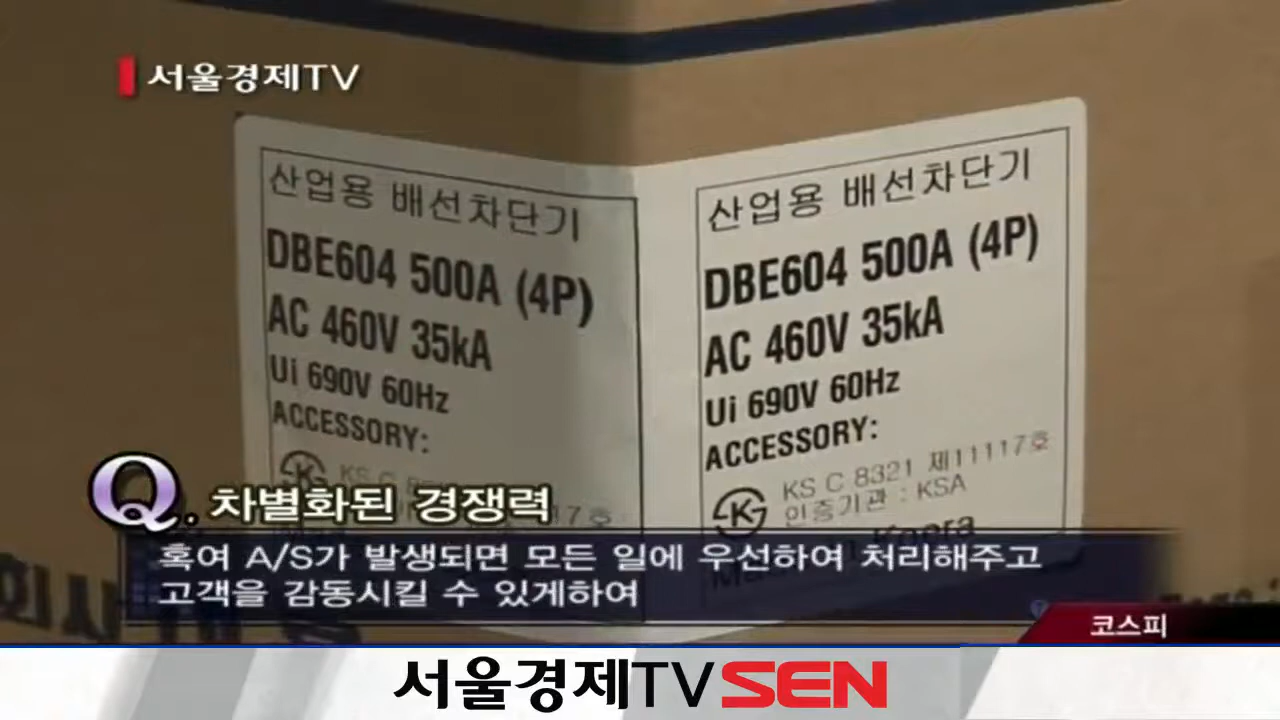 서울경제TV
산업용 배선차단기
DBE604 500A (4P)
AC 460V 35kA
Ui 690V 60Hz
ACCESSORY:
KS C
17호
산업용 배선차단기
DBE604 500A (4P)
AC 460V 35kA
Ui 690V 60Hz
ACCESSORY:
KS C 8321 제11117호
인증기관 : KSA
Korea
Q.. 차별화된 경쟁력
혹여 A/S가 발생되면 모든 일에 우선하여 처리해주고
고객을 감동시킬 수 있게하여
코스피
서울경제TV SEN